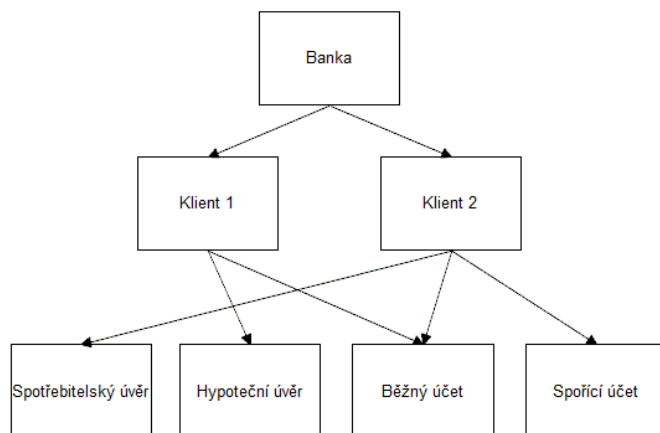 Banka
Klient 1
Klient 2
Spotřebitelský úvěr
Hypoteční úvěr
Běžný účet
Spořící účet